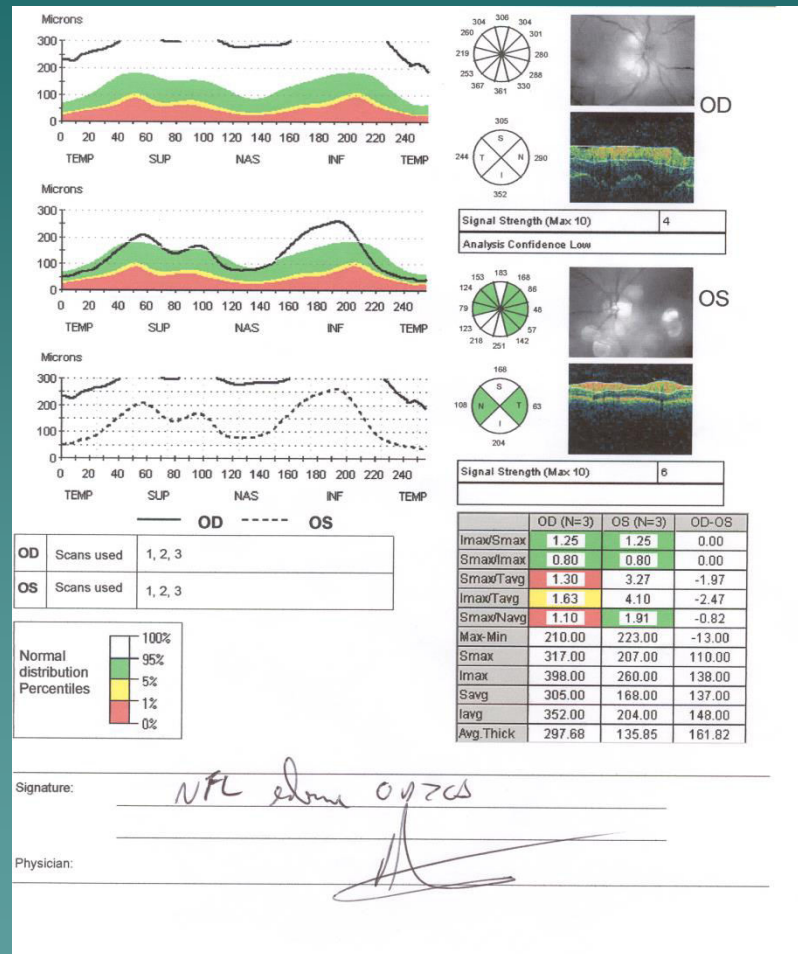 Microns
300
200
100
0
0 20 40 60 80 100 120 140 160 180 200 220 240
TEMP SUP NAS INF TEMP
304 306 304
260 301
219 280
253 288
367 361 330
305
244 T S N I 290
352
OD
Signal Strength (Max 10) 4
Analysis Confidence Low
Microns
300
200
100
0
0 20 40 60 80 100 120 140 160 180 200 220 240
TEMP SUP NAS INF TEMP
153 183 168
124 86
79 48
123 57
218 251 142
168
108 N S T I 63
204
OS
Signal Strength (Max 10) 6
Microns
300
200
100
0
0 20 40 60 80 100 120 140 160 180 200 220 240
TEMP SUP NAS INF TEMP
OD OS
OD Scans used 1, 2, 3
OS Scans used 1, 2, 3
Normal
distribution
Percentiles
100%
95%
5%
1%
0%
OD (N=3) OS (N=3) OD-OS
Imax/Smax 1.25 1.25 0.00
Smax/Imax 0.80 0.80 0.00
Smax/Tavg 1.30 3.27 -1.97
Imax/Tavg 1.63 4.10 -2.47
Smax/Navg 1.10 1.91 -0.82
Max-Min 210.00 223.00 -13.00
Smax 317.00 207.00 110.00
Imax 398.00 260.00 138.00
Savg 305.00 168.00 137.00
Iavg 352.00 204.00 148.00
Avg.Thick 297.68 135.85 161.82
Signature: NFL edema OD>OS
Physician: